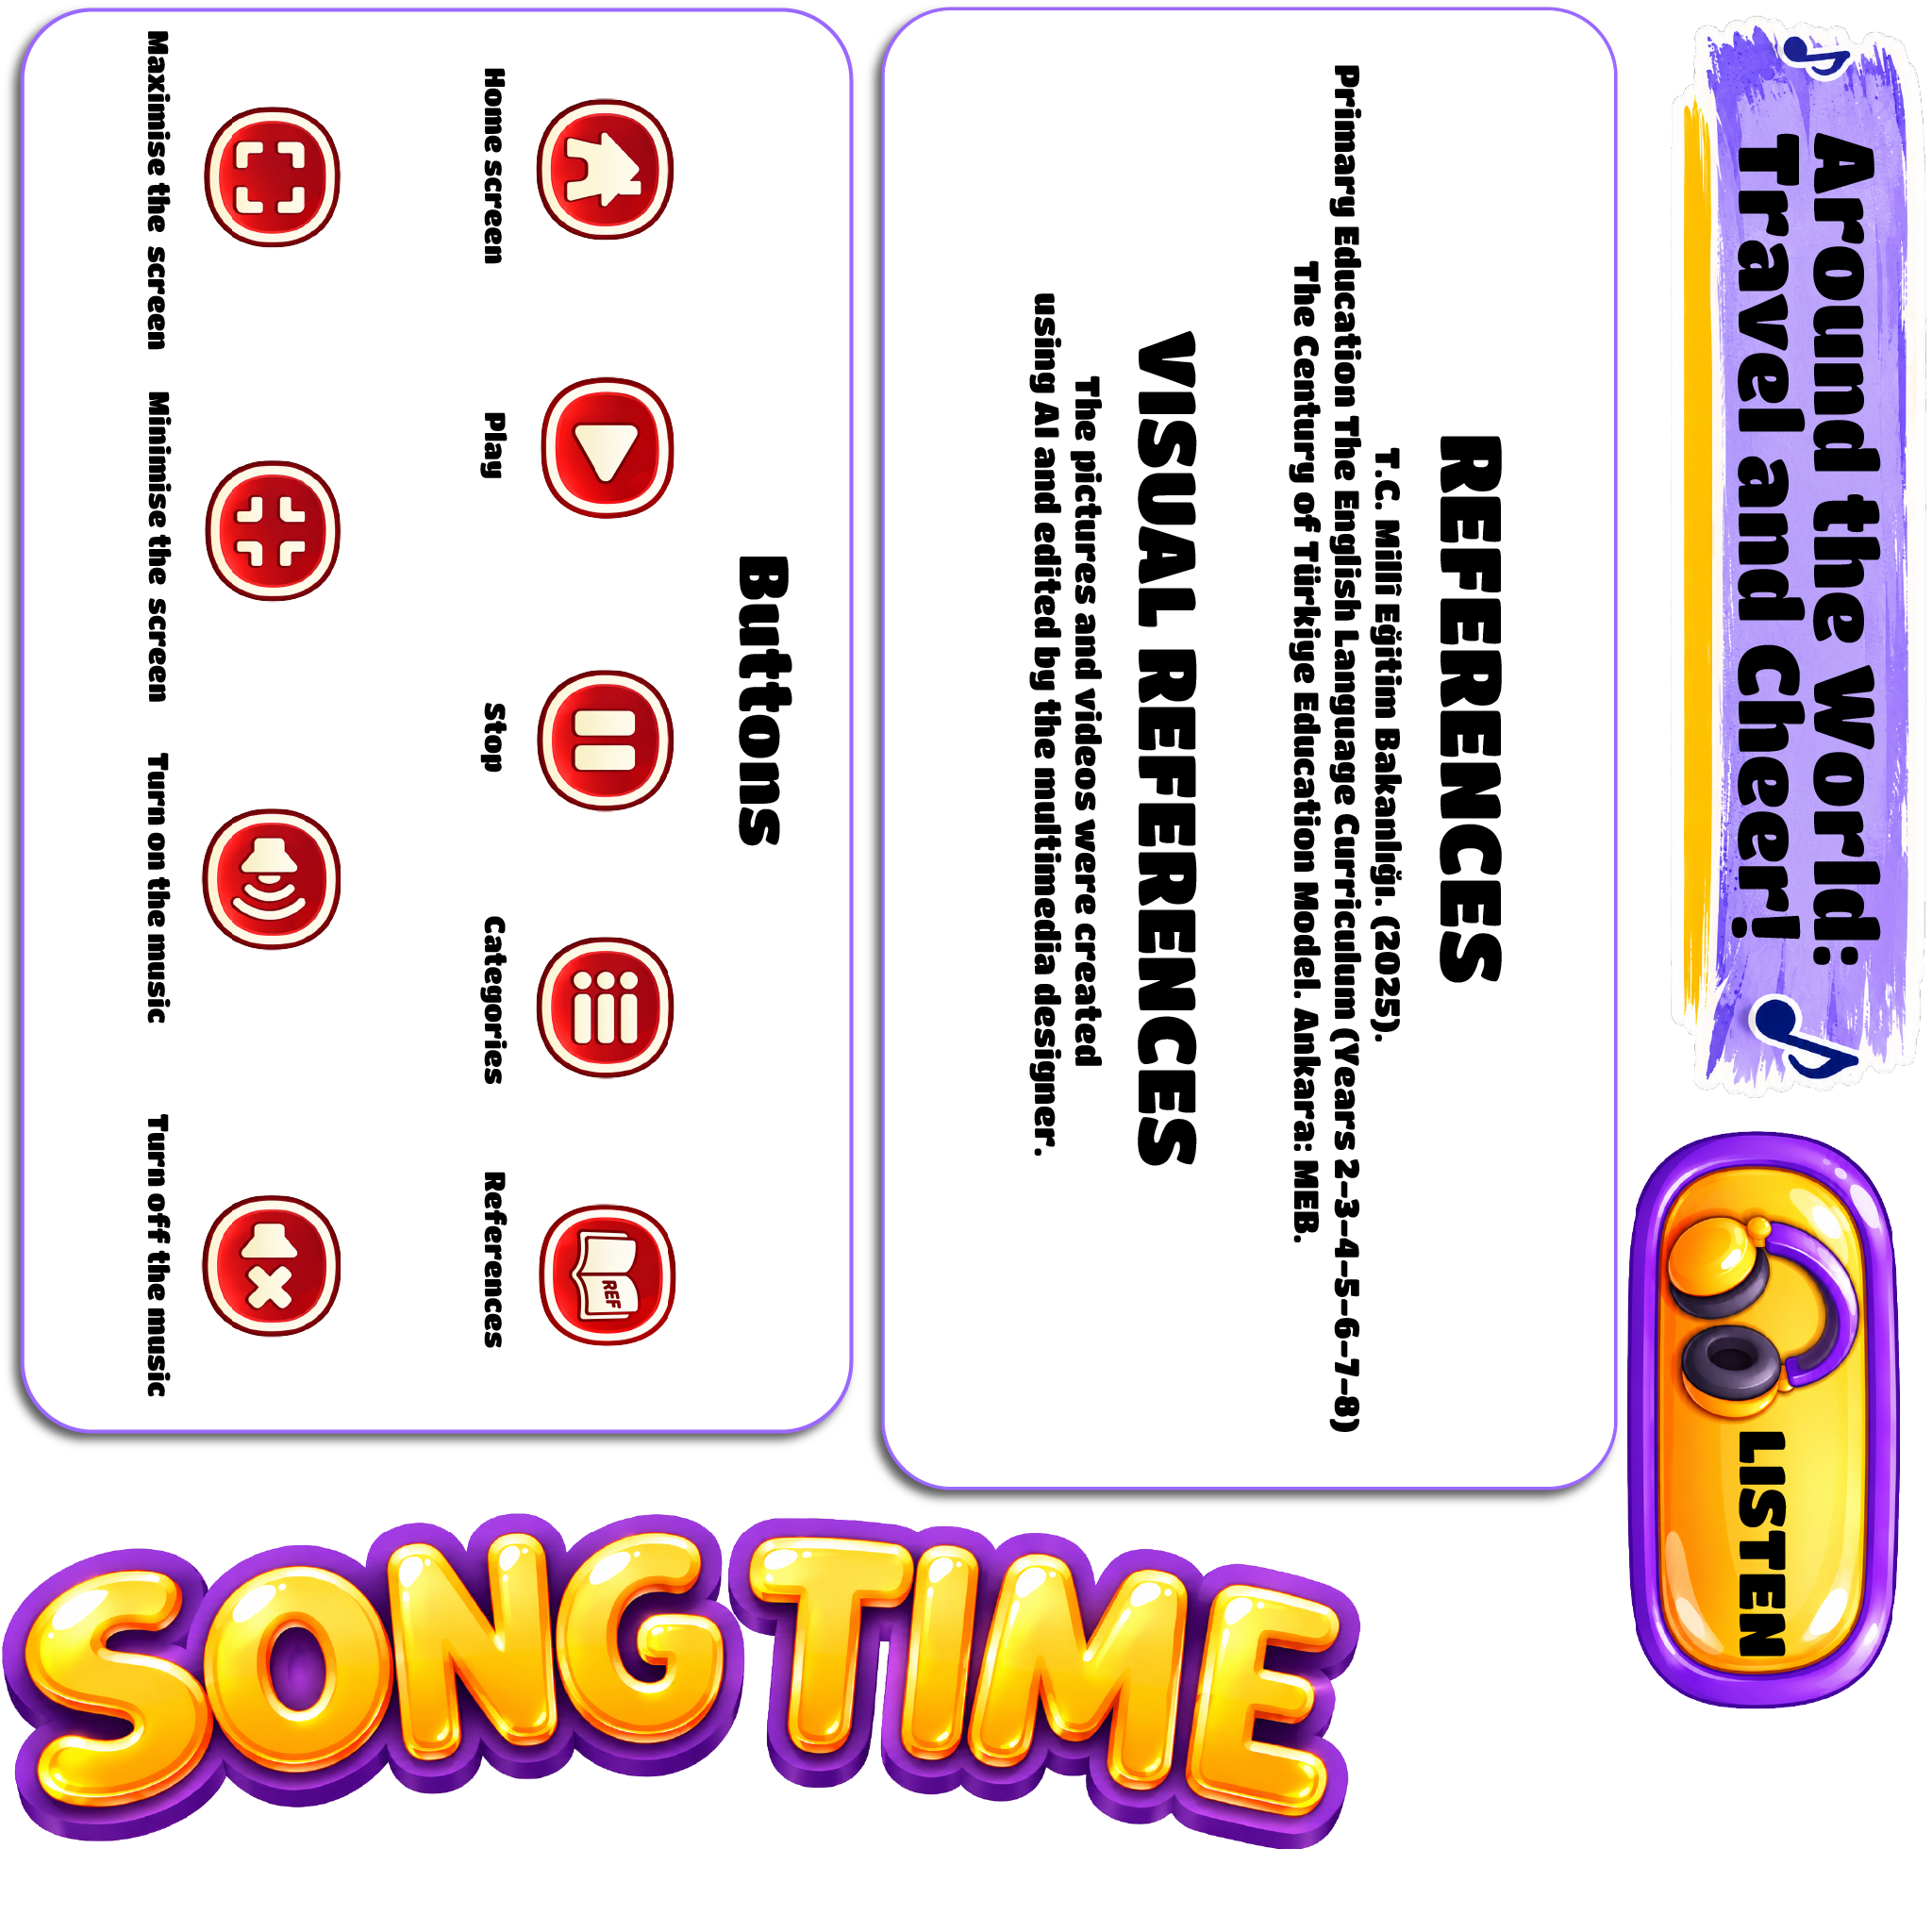 Around the World:
Travel and Cheer!
LISTEN
REFERENCES
T.C. Millî Eğitim Bakanlığı. (2025).
Primary Education The English Language Curriculum (Years 2-3-4-5-6-7-8)
The Century of Türkiye Education Model. Ankara: MEB.
VISUAL REFERENCES
The pictures and videos were created
using AI and edited by the multimedia designer.
Buttons
REF
Home screen
Play
Stop
Categories
References
Maximise the screen
Minimise the screen
Turn on the music
Turn off the music
SONG TIME